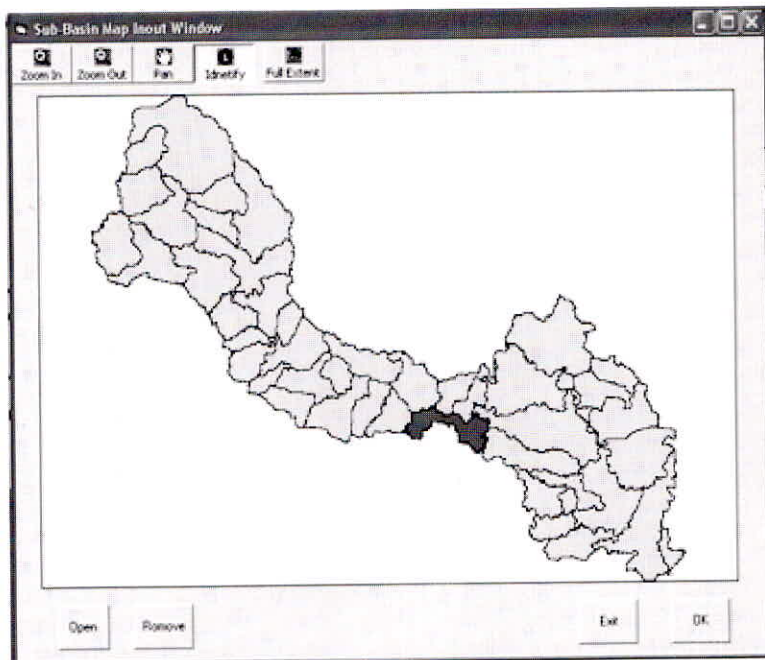 Sub-Basin Map Inout Window
Zoom In Zoom Out Pan Idnetify Full Extent
Open Romove Exit OK